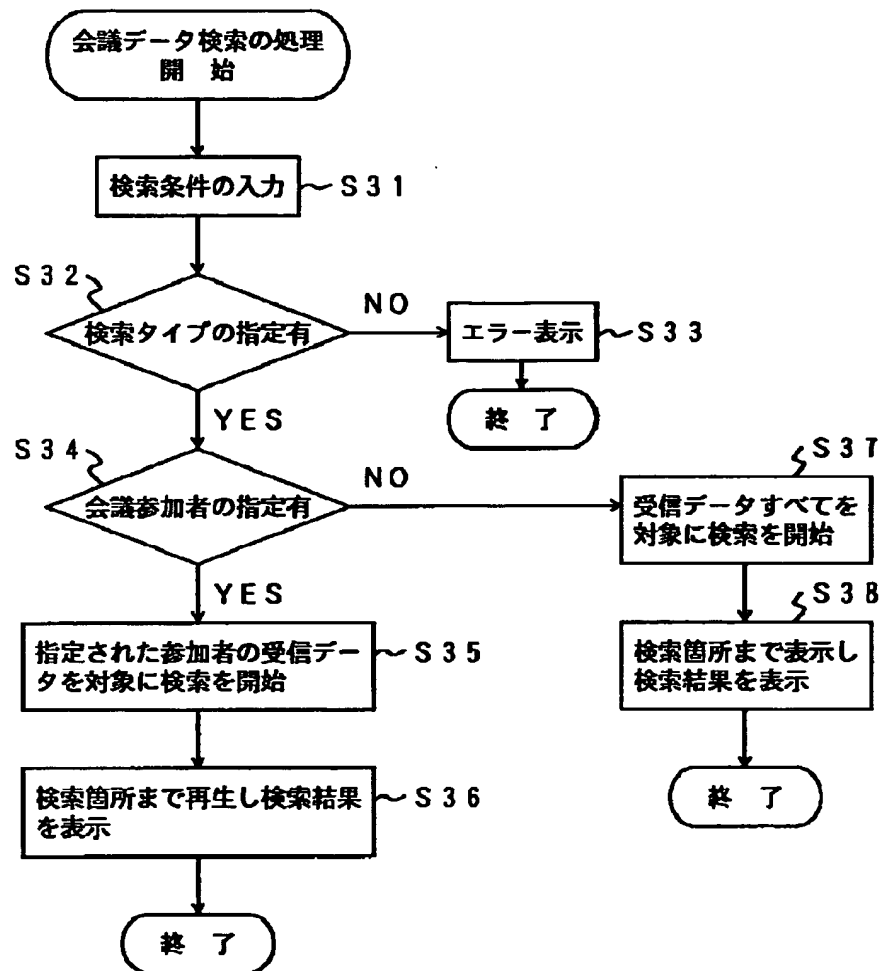 会議データ検索の処理
開 始
検索条件の入力
S31
S32
検索タイプの指定有
NO
エラー表示
S33
終 了
YES
S34
会議参加者の指定有
NO
S37
受信データすべてを
対象に検索を開始
YES
S38
指定された参加者の受信デー
タを対象に検索を開始
S35
検索箇所まで表示し
検索結果を表示
検索箇所まで再生し検索結果
を表示
S36
終 了
終 了